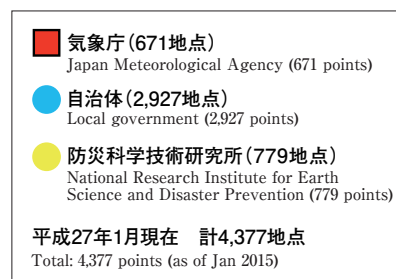 気象庁(671地点)
Japan Meteorological Agency (671 points)
自治体(2,927地点)
Local government (2,927 points)
防災科学技術研究所(779地点)
National Research Institute for Earth
Science and Disaster Prevention (779 points)
平成27年1月現在　計4,377地点
Total: 4,377 points (as of Jan 2015)